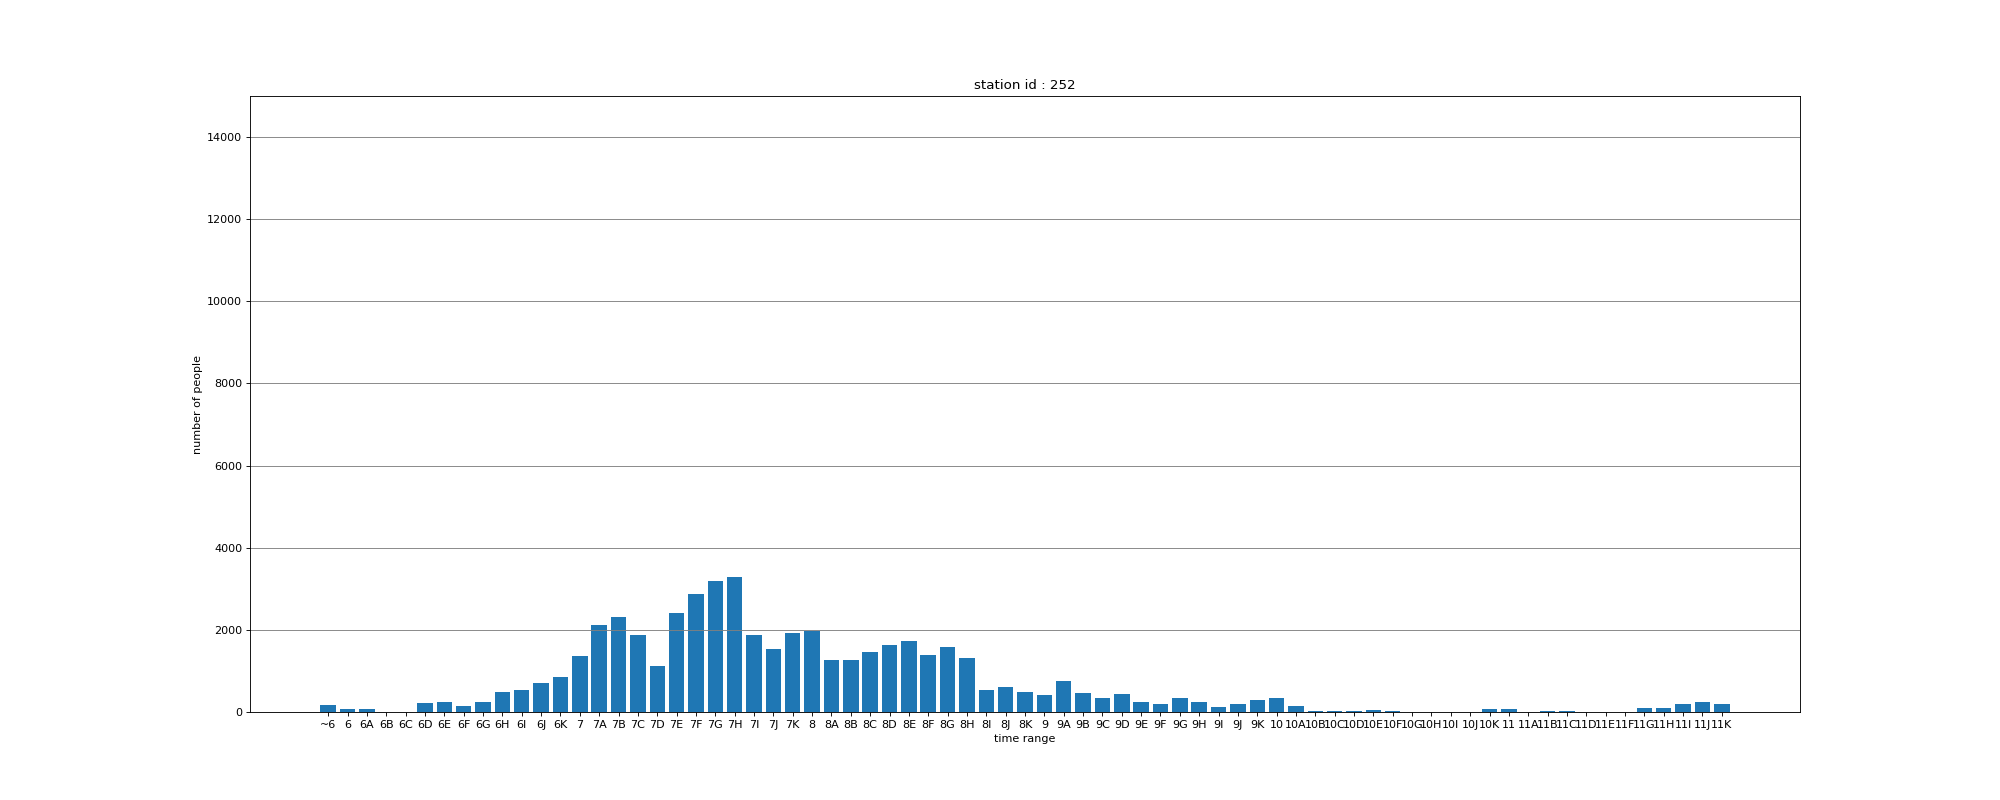 station id : 252
14000
12000
10000
8000
6000
4000
2000
0
number of people
~6 6 6A 6B 6C 6D 6E 6F 6G 6H 6I 6J 6K 7 7A 7B 7C 7D 7E 7F 7G 7H 7I 7J 7K 8 8A 8B 8C 8D 8E 8F 8G 8H 8I 8J 8K 9 9A 9B 9C 9D 9E 9F 9G 9H 9I 9J 9K 10 10A 10B 10C 10D 10E 10F 10G 10H 10I 10J 10K 11 11A 11B 11C 11D 11E 11F 11G 11H 11I 11J 11K
time range